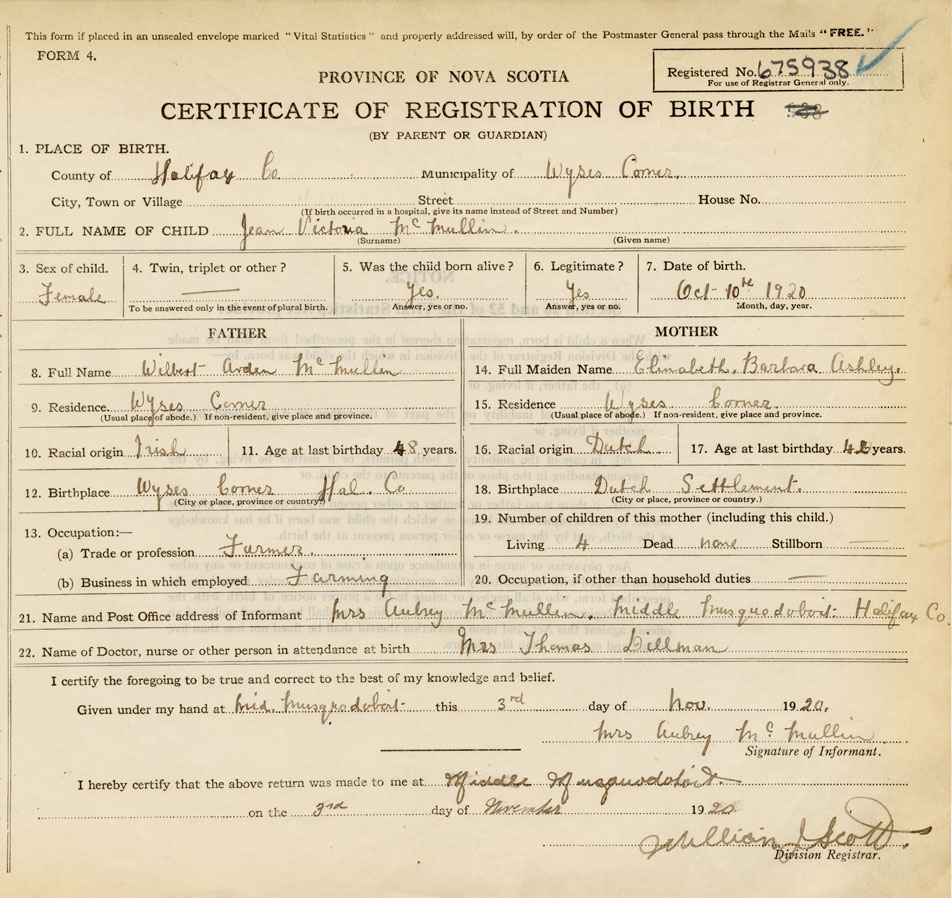 This form if placed in an unsealed envelope marked "Vital Statistics" and properly addressed will, by order of the Postmaster General pass through the Mails "FREE."
FORM 4.
Registered No. 675938
For use of Registrar General only.
PROVINCE OF NOVA SCOTIA
CERTIFICATE OF REGISTRATION OF BIRTH
(BY PARENT OR GUARDIAN)
1. PLACE OF BIRTH.
County of Halifax Co Municipality of Wyses Corner.
City, Town or Village Street House No.
(If birth occurred in a hospital, give its name instead of Street and Number)
2. FULL NAME OF CHILD Jean Victoria McMullin.
(Surname) (Given name)
3. Sex of child. 4. Twin, triplet or other? 5. Was the child born alive? 6. Legitimate? 7. Date of birth.
Female — Yes. Yes Oct 10th 1920
To be answered only in the event of plural birth. Answer, yes or no. Answer, yes or no. Month, day, year.
FATHER
8. Full Name Wilbert Arden McMullin
9. Residence. Wyses Corner
(Usual place of abode.) If non-resident, give place and province.
10. Racial origin Irish 11. Age at last birthday 48 years.
12. Birthplace Wyses Corner Hal. Co
(City or place, province or country)
13. Occupation:—
(a) Trade or profession Farmer.
(b) Business in which employed Farming
MOTHER
14. Full Maiden Name Elizabeth. Barbara Ashley.
15. Residence Wyses Corner.
(Usual place of abode.) If non-resident, give place and province.
16. Racial origin Dutch 17. Age at last birthday years.
18. Birthplace Dutch Settlement.
(City or place, province or country.)
19. Number of children of this mother (including this child.)
Living 4 Dead none Stillborn —
20. Occupation, if other than household duties —
21. Name and Post Office address of Informant Mrs Aubrey McMullin, Middle Musquodoboit. Halifax Co.
22. Name of Doctor, nurse or other person in attendance at birth Mrs Thomas Dillman
I certify the foregoing to be true and correct to the best of my knowledge and belief.
Given under my hand at Mid. Musquodoboit this 3rd day of Nov. 1920.
Mrs Aubrey McMullin
Signature of Informant.
I hereby certify that the above return was made to me at Middle Musquodoboit.
on the 3rd day of November 1920
William J Scott.
Division Registrar.